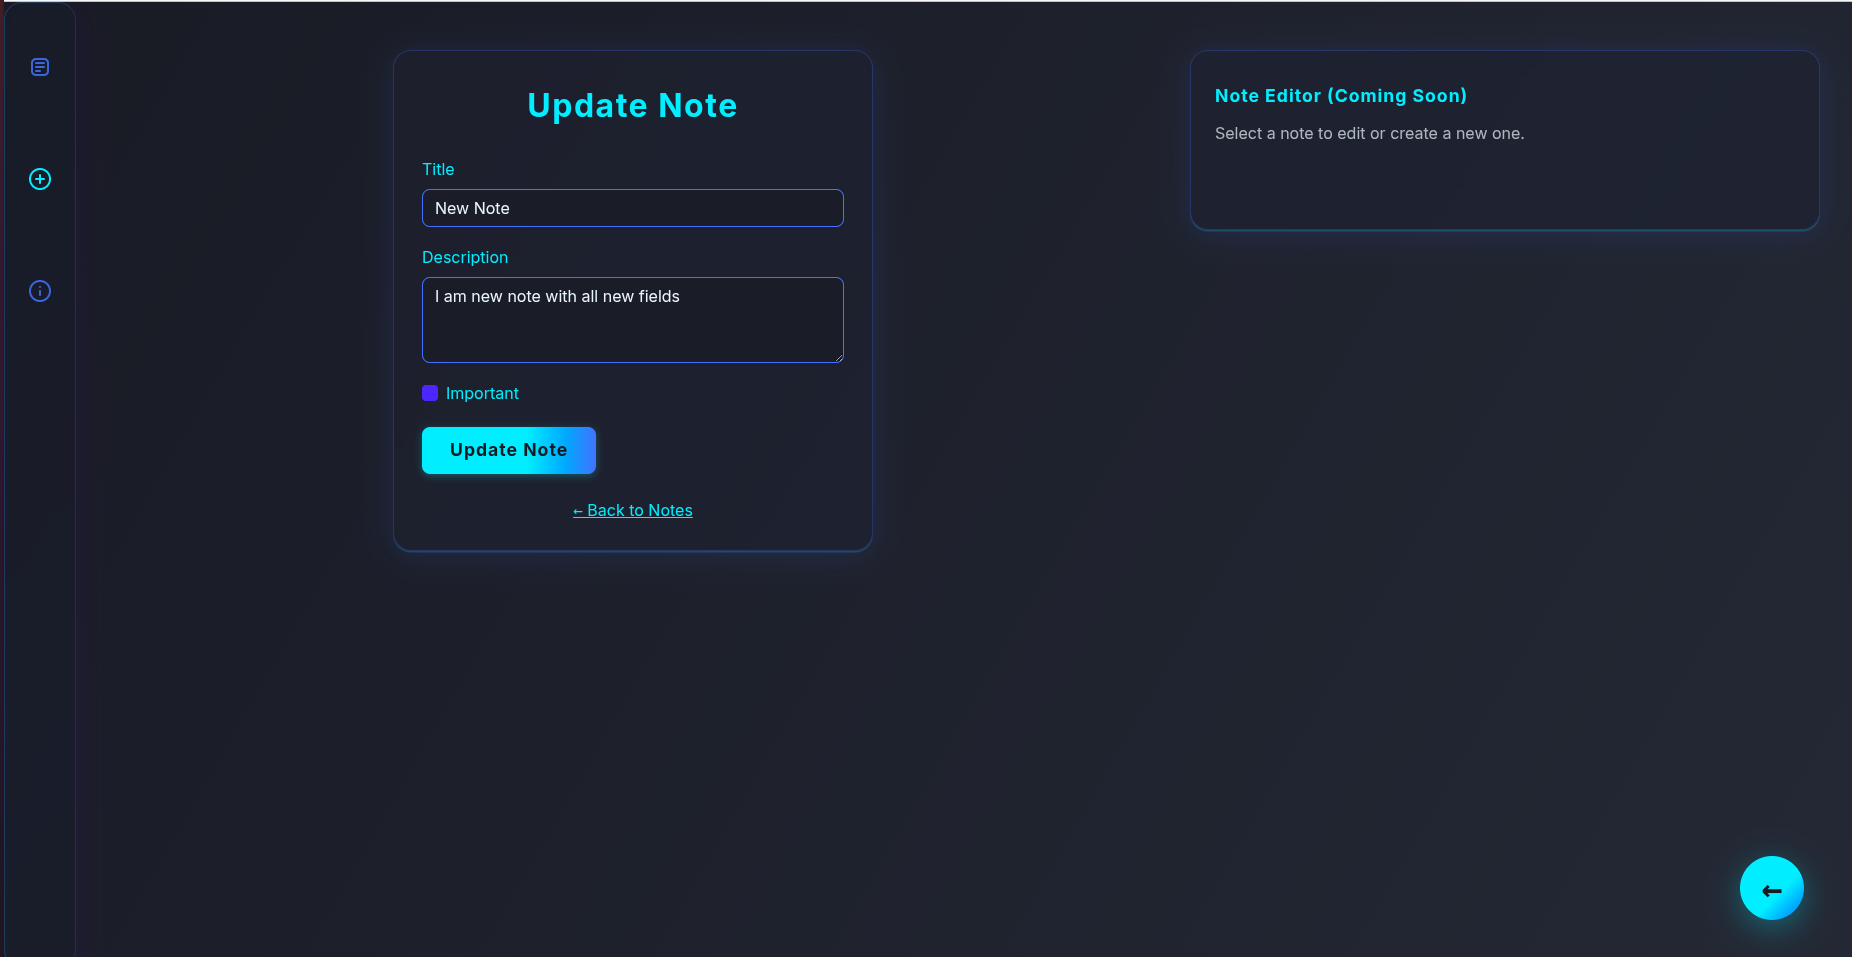 Update Note
Title
New Note
Description
I am new note with all new fields
Important
Update Note
← Back to Notes
Note Editor (Coming Soon)
Select a note to edit or create a new one.
←